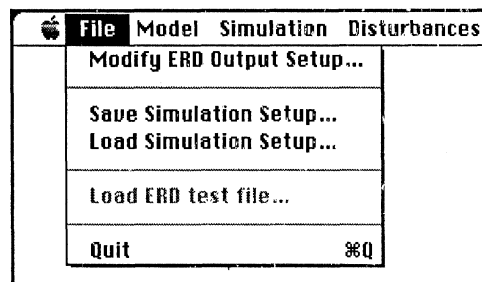 File Model Simulation Disturbances
Modify ERD Output Setup...
Save Simulation Setup...
Load Simulation Setup...
Load ERD test file...
Quit ⌘Q